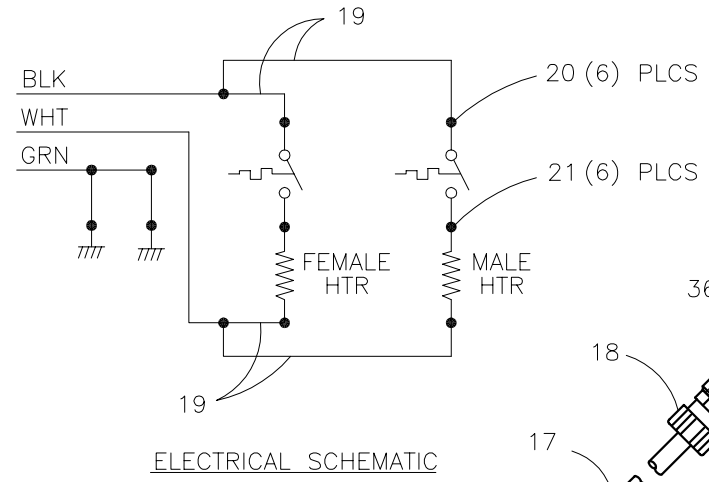 19
BLK
20 (6) PLCS
WHT
GRN
21 (6) PLCS
FEMALE
HTR
MALE
HTR
36
18
19
17
ELECTRICAL SCHEMATIC